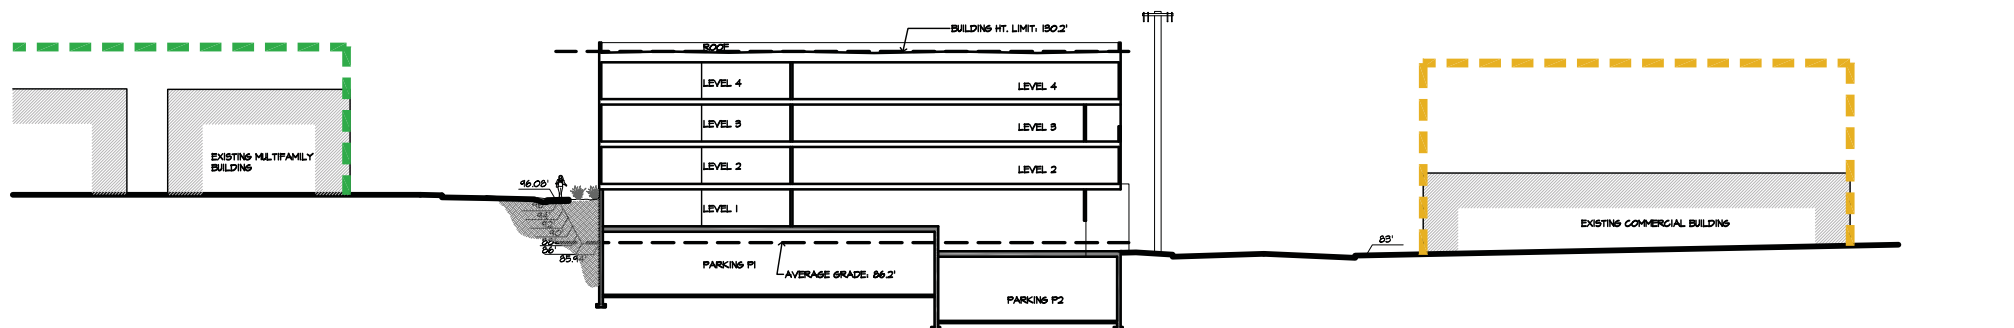 BUILDING HT. LIMIT: 130.2'
ROOF
LEVEL 4
LEVEL 4
LEVEL 3
LEVEL 3
EXISTING MULTIFAMILY
BUILDING
LEVEL 2
LEVEL 2
96.08'
LEVEL 1
EXISTING COMMERCIAL BUILDING
83'
86'
85.94'
PARKING P1
AVERAGE GRADE: 86.2'
PARKING P2